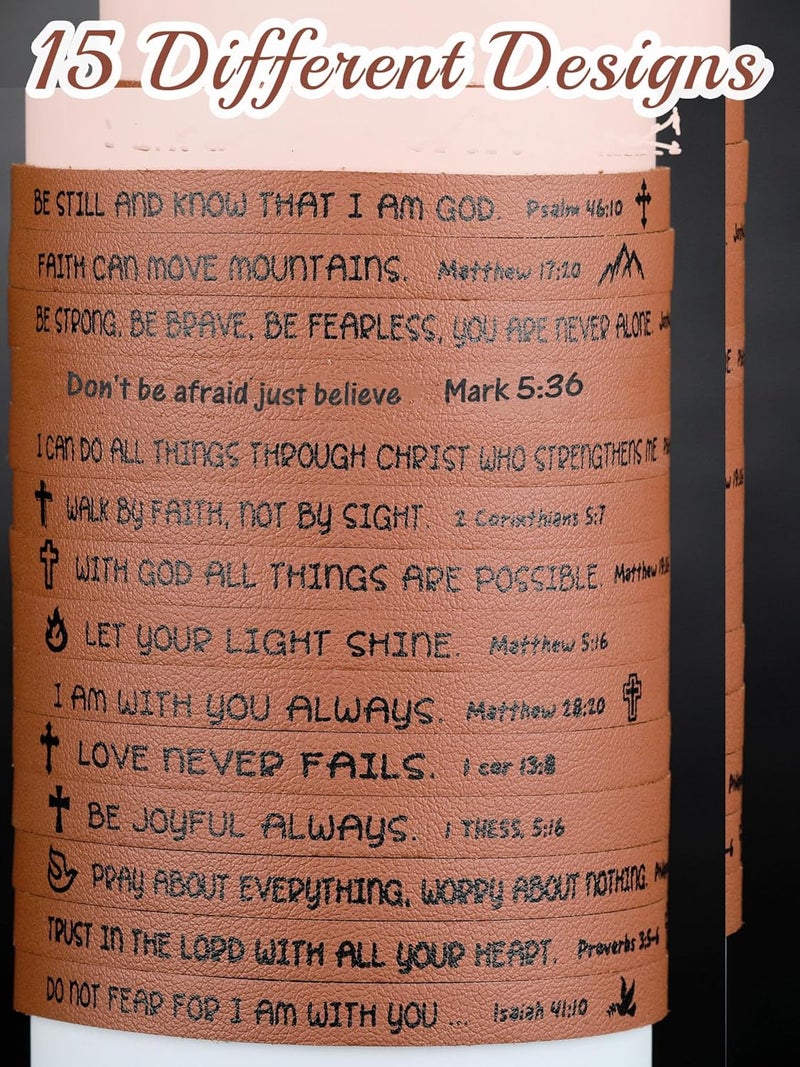 15 Different Designs
BE STILL AND KNOW THAT I AM GOD. Psalm 46:10
FAITH CAN MOVE MOUNTAINS. Matthew 17:20
BE STRONG, BE BRAVE, BE FEARLESS, YOU ARE NEVER ALONE.
Don't be afraid just believe Mark 5:36
I CAN DO ALL THINGS THROUGH CHRIST WHO STRENGTHENS ME
WALK BY FAITH, NOT BY SIGHT. 2 Corinthians 5:7
WITH GOD ALL THINGS ARE POSSIBLE. Matthew
LET YOUR LIGHT SHINE. Matthew 5:16
I AM WITH YOU ALWAYS. Matthew 28:20
LOVE NEVER FAILS. 1 cor 13:8
BE JOYFUL ALWAYS. 1 THESS, 5:16
PRAY ABOUT EVERYTHING, WORRY ABOUT NOTHING.
TRUST IN THE LORD WITH ALL YOUR HEART. Proverbs 3:5-6
DO NOT FEAR FOR I AM WITH YOU ... Isaiah 41:10